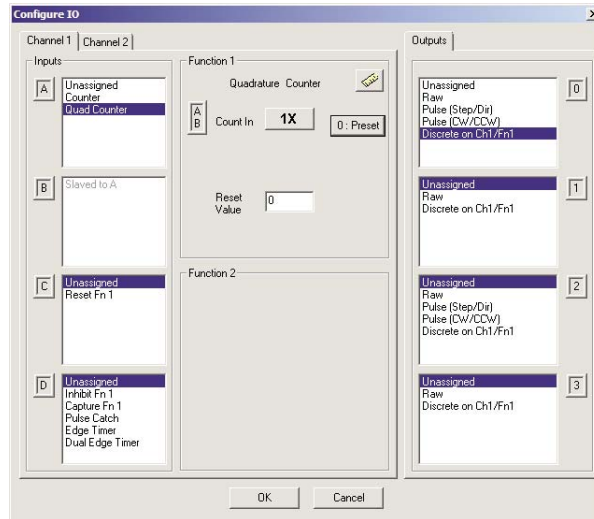 Configure IO
Channel 1
Channel 2
Inputs
A
Unassigned
Counter
Quad Counter
B
Slaved to A
C
Unassigned
Reset Fn 1
D
Unassigned
Inhibit Fn 1
Capture Fn 1
Pulse Catch
Edge Timer
Dual Edge Timer
Function 1
Quadrature Counter
A
B
Count In
1X
0 : Preset
Reset
Value
0
Function 2
Outputs
Unassigned
Raw
Pulse (Step/Dir)
Pulse (CW/CCW)
Discrete on Ch1/Fn1
0
Unassigned
Raw
Discrete on Ch1/Fn1
1
Unassigned
Raw
Pulse (Step/Dir)
Pulse (CW/CCW)
Discrete on Ch1/Fn1
2
Unassigned
Raw
Discrete on Ch1/Fn1
3
OK
Cancel